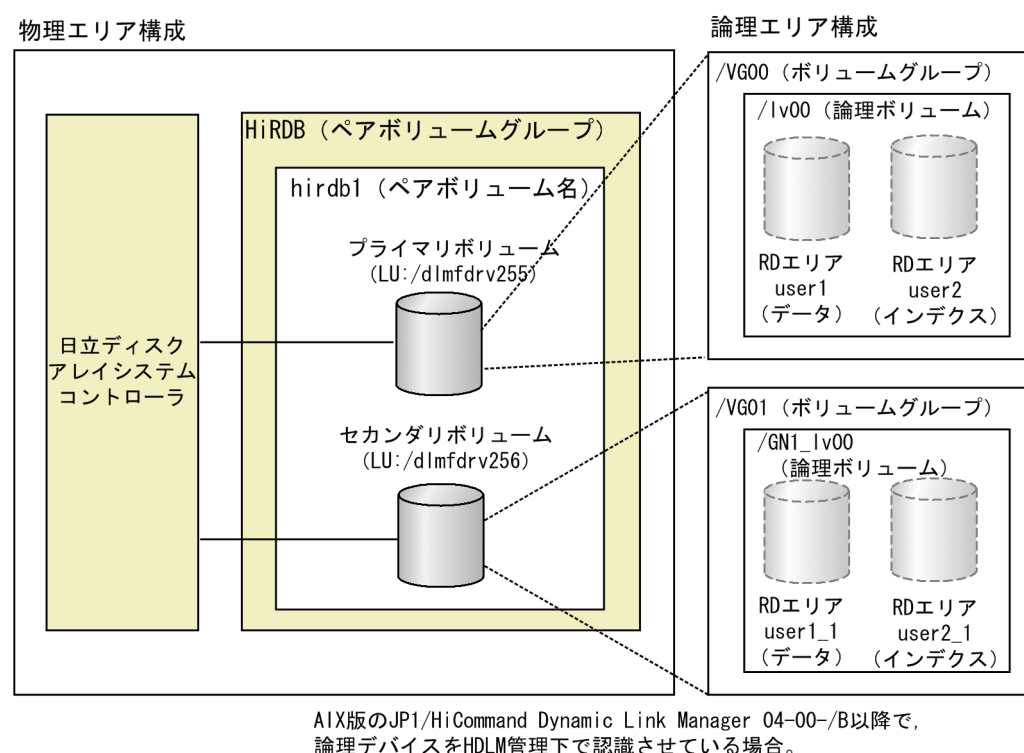 物理エリア構成
日立ディスク
アレイシステム
コントローラ
HiRDB（ペアボリュームグループ）
hirdb1（ペアボリューム名）
プライマリボリューム
（LU:/dlmfdrv255）
セカンダリボリューム
（LU:/dlmfdrv256）
論理エリア構成
/VG00（ボリュームグループ）
/lv00（論理ボリューム）
RDエリア
user1
（データ）
RDエリア
user2
（インデクス）
/VG01（ボリュームグループ）
/GN1_lv00
（論理ボリューム）
RDエリア
user1_1
（データ）
RDエリア
user2_1
（インデクス）
AIX版のJP1/HiCommand Dynamic Link Manager 04-00-/B以降で,
論理デバイスをHDLM管理下で認識させている場合。